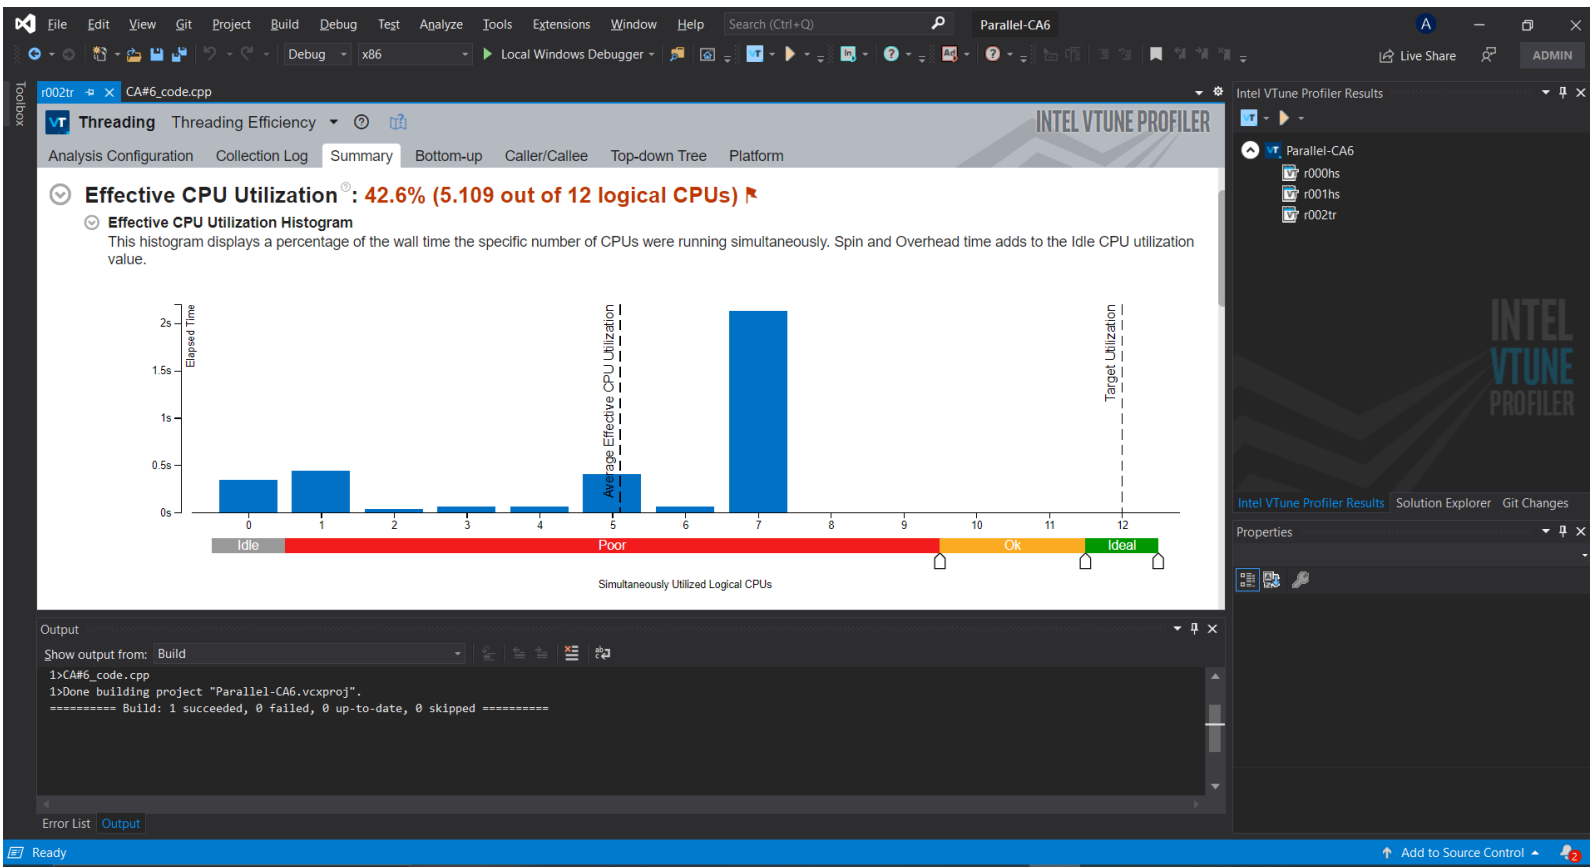 File Edit View Git Project Build Debug Test Analyze Tools Extensions Window Help Search (Ctrl+Q) Parallel-CA6 A
Debug x86 Local Windows Debugger Live Share ADMIN
Toolbox
r002tr CA#6_code.cpp
VT Threading Threading Efficiency INTEL VTUNE PROFILER
Analysis Configuration Collection Log Summary Bottom-up Caller/Callee Top-down Tree Platform
Effective CPU Utilization : 42.6% (5.109 out of 12 logical CPUs)
Effective CPU Utilization Histogram
This histogram displays a percentage of the wall time the specific number of CPUs were running simultaneously. Spin and Overhead time adds to the Idle CPU utilization
value.
2s
1.5s
1s
0.5s
0s
Elapsed Time
Average Effective CPU Utilization
Target Utilization
0 1 2 3 4 5 6 7 8 9 10 11 12
Idle Poor Ok Ideal
Simultaneously Utilized Logical CPUs
Intel VTune Profiler Results
VT
Parallel-CA6
r000hs
r001hs
r002tr
INTEL
VTUNE
PROFILER
Intel VTune Profiler Results Solution Explorer Git Changes
Properties
Output
Show output from: Build
1>CA#6_code.cpp
1>Done building project "Parallel-CA6.vcxproj".
========== Build: 1 succeeded, 0 failed, 0 up-to-date, 0 skipped ==========
Error List Output
Ready Add to Source Control 2